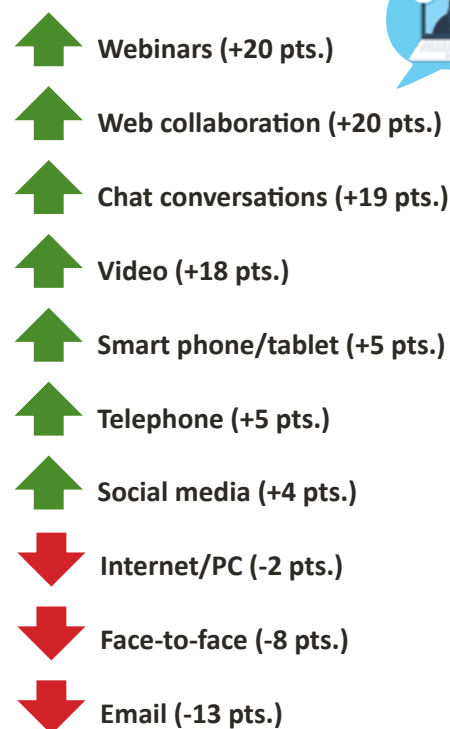 Webinars (+20 pts.)
Web collaboration (+20 pts.)
Chat conversations (+19 pts.)
Video (+18 pts.)
Smart phone/tablet (+5 pts.)
Telephone (+5 pts.)
Social media (+4 pts.)
Internet/PC (-2 pts.)
Face-to-face (-8 pts.)
Email (-13 pts.)